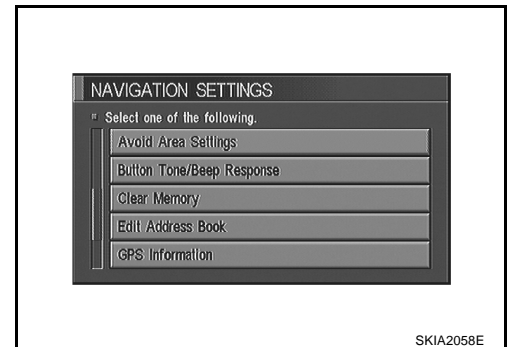 NAVIGATION SETTINGS
Select one of the following.
Avoid Area Settings
Button Tone/Beep Response
Clear Memory
Edit Address Book
GPS Information
SKIA2058E